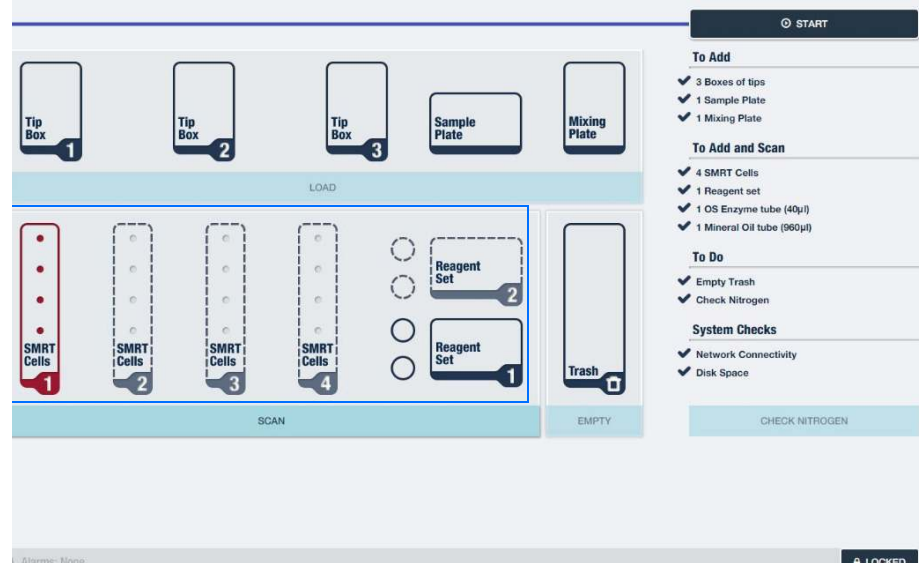 START
To Add
3 Boxes of tips
1 Sample Plate
1 Mixing Plate
Tip
Box
1
Tip
Box
2
Tip
Box
3
Sample
Plate
Mixing
Plate
LOAD
To Add and Scan
4 SMRT Cells
1 Reagent set
1 OS Enzyme tube (40µl)
1 Mineral Oil tube (960µl)
To Do
Empty Trash
Check Nitrogen
System Checks
Network Connectivity
Disk Space
SMRT
Cells
1
SMRT
Cells
2
SMRT
Cells
3
SMRT
Cells
4
Reagent
Set
2
Reagent
Set
1
Trash
SCAN
EMPTY
CHECK NITROGEN
Alarms: None
LOCKED